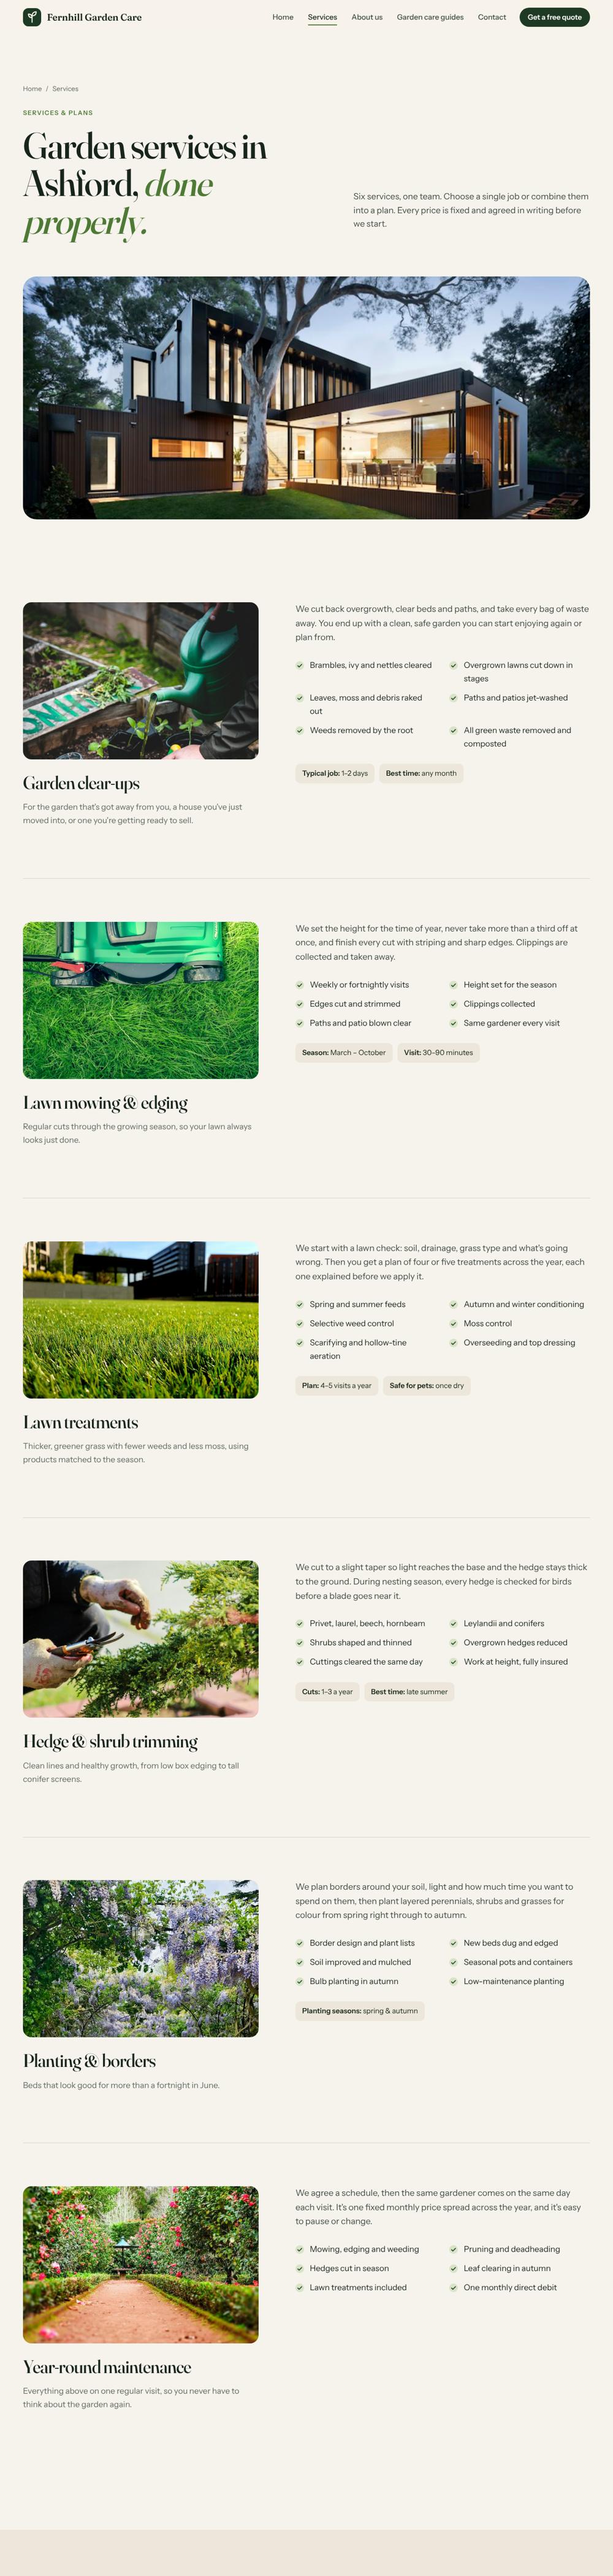 Fernhill Garden Care
Home
Services
About us
Garden care guides
Contact
Get a free quote
Home / Services
SERVICES & PLANS
Garden services in
Ashford, done
properly.
Six services, one team. Choose a single job or combine them
into a plan. Every price is fixed and agreed in writing before
we start.
Garden clear-ups
For the garden that's got away from you, a house you've just
moved into, or one you're getting ready to sell.
We cut back overgrowth, clear beds and paths, and take every bag of waste
away. You end up with a clean, safe garden you can start enjoying again or
plan from.
Brambles, ivy and nettles cleared
Overgrown lawns cut down in
stages
Leaves, moss and debris raked
out
Paths and patios jet-washed
Weeds removed by the root
All green waste removed and
composted
Typical job: 1–2 days
Best time: any month
Lawn mowing & edging
Regular cuts through the growing season, so your lawn always
looks just done.
We set the height for the time of year, never take more than a third off at
once, and finish every cut with striping and sharp edges. Clippings are
collected and taken away.
Weekly or fortnightly visits
Height set for the season
Edges cut and strimmed
Clippings collected
Paths and patio blown clear
Same gardener every visit
Season: March – October
Visit: 30–90 minutes
Lawn treatments
Thicker, greener grass with fewer weeds and less moss, using
products matched to the season.
We start with a lawn check: soil, drainage, grass type and what's going
wrong. Then you get a plan of four or five treatments across the year, each
one explained before we apply it.
Spring and summer feeds
Autumn and winter conditioning
Selective weed control
Moss control
Scarifying and hollow-tine
aeration
Overseeding and top dressing
Plan: 4–5 visits a year
Safe for pets: once dry
Hedge & shrub trimming
Clean lines and healthy growth, from low box edging to tall
conifer screens.
We cut to a slight taper so light reaches the base and the hedge stays thick
to the ground. During nesting season, every hedge is checked for birds
before a blade goes near it.
Privet, laurel, beech, hornbeam
Leylandii and conifers
Shrubs shaped and thinned
Overgrown hedges reduced
Cuttings cleared the same day
Work at height, fully insured
Cuts: 1–3 a year
Best time: late summer
Planting & borders
Beds that look good for more than a fortnight in June.
We plan borders around your soil, light and how much time you want to
spend on them, then plant layered perennials, shrubs and grasses for
colour from spring right through to autumn.
Border design and plant lists
New beds dug and edged
Soil improved and mulched
Seasonal pots and containers
Bulb planting in autumn
Low-maintenance planting
Planting seasons: spring & autumn
Year-round maintenance
Everything above on one regular visit, so you never have to
think about the garden again.
We agree a schedule, then the same gardener comes on the same day
each visit. It's one fixed monthly price spread across the year, and it's easy
to pause or change.
Mowing, edging and weeding
Pruning and deadheading
Hedges cut in season
Leaf clearing in autumn
Lawn treatments included
One monthly direct debit